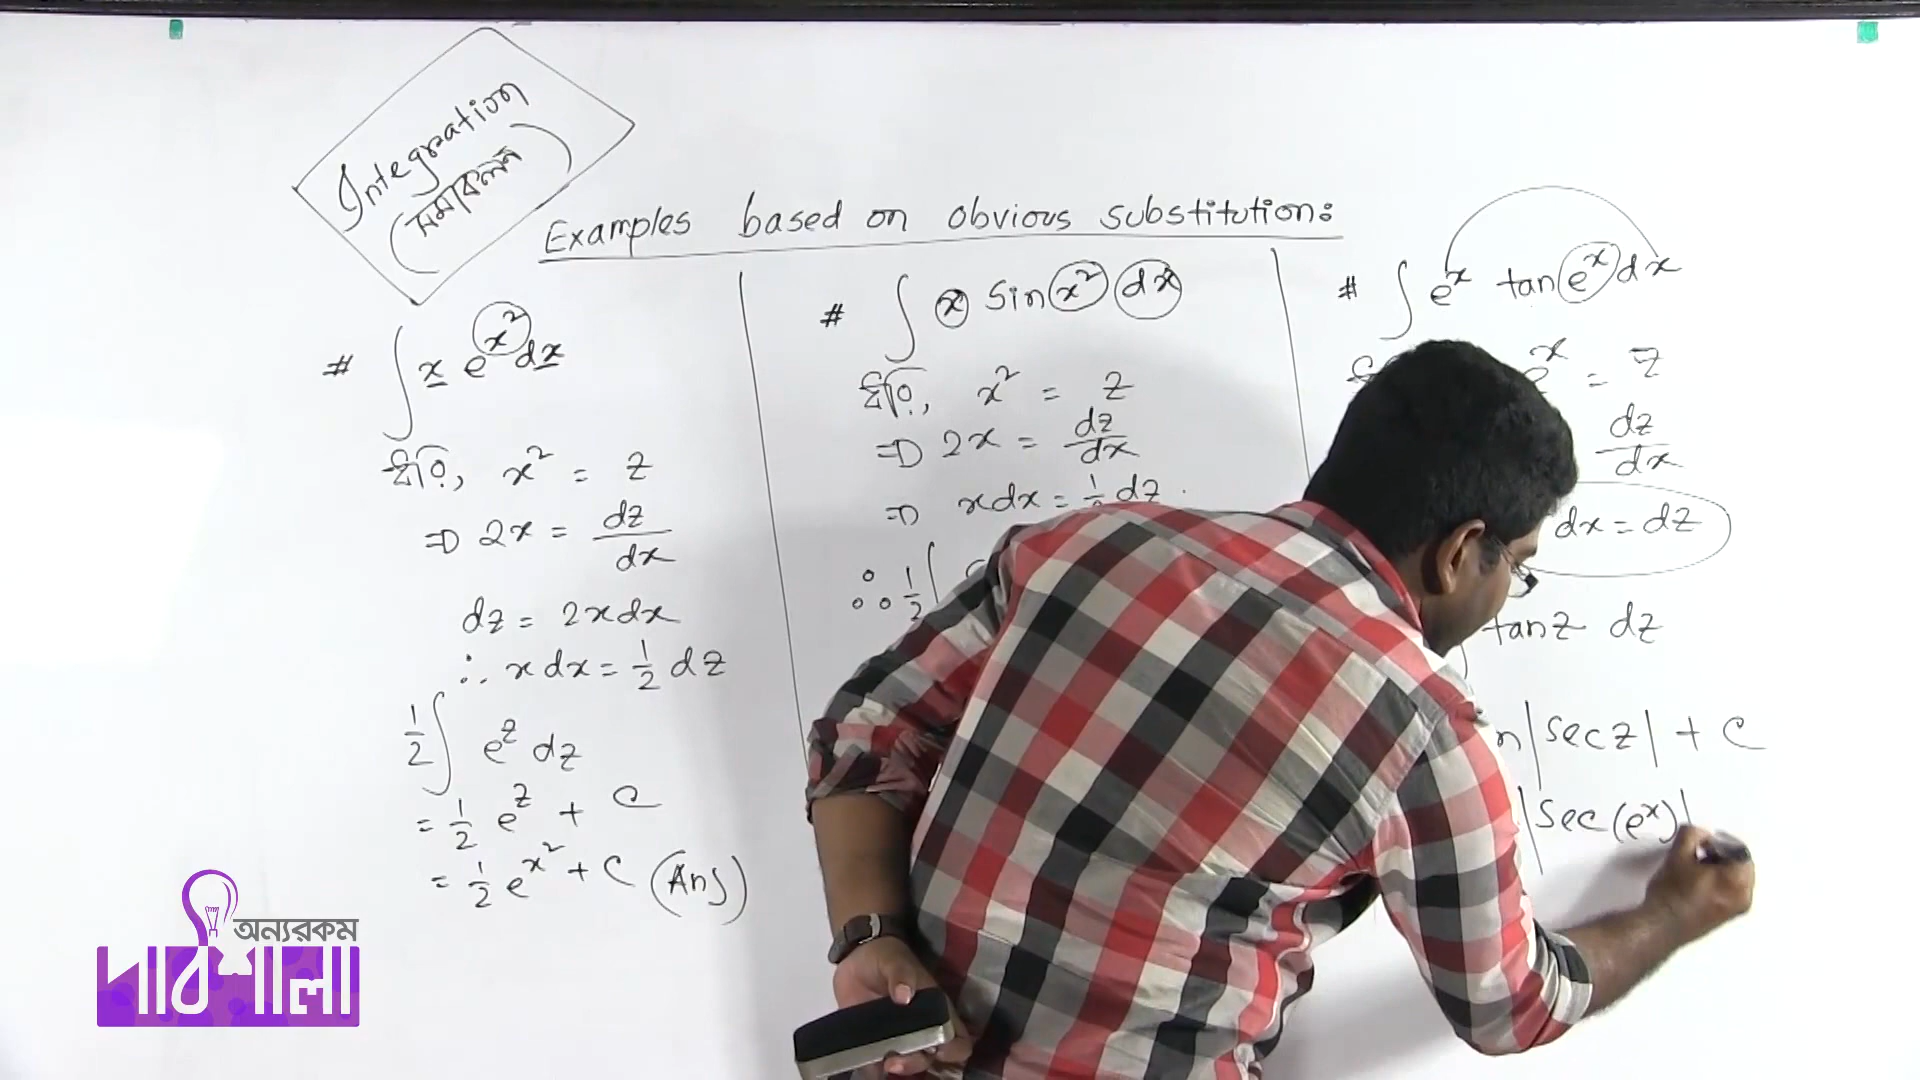 Integration
(সমাকলন)
Examples based on obvious substitution:
# ∫ x e^x² dx
ধরি, x² = z
⇒ 2x = dz/dx
dz = 2x dx
∴ x dx = 1/2 dz
1/2 ∫ e^z dz
= 1/2 e^z + c
= 1/2 e^x² + c (Ans)
# ∫ x sin x² dx
ধরি, x² = z
⇒ 2x = dz/dx
⇒ x dx = 1/2 dz
∴ 1/2 ∫
# ∫ e^x tan e^x dx
e^x = z
dz/dx
dx = dz
tan z dz
n |sec z| + c
|sec (e^x)|
অন্যরকম
পাঠশালা